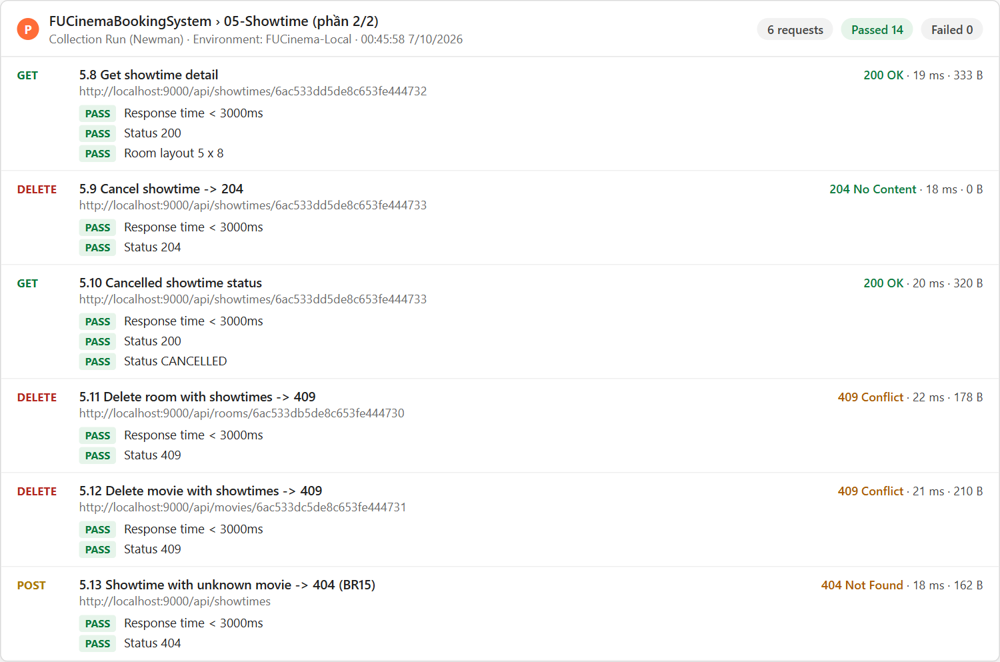 P
FUCinemaBookingSystem › 05-Showtime (phần 2/2)
Collection Run (Newman) · Environment: FUCinema-Local · 00:45:58 7/10/2026
6 requests Passed 14 Failed 0
GET 5.8 Get showtime detail 200 OK · 19 ms · 333 B
http://localhost:9000/api/showtimes/6ac533dd5de8c653fe444732
PASS Response time < 3000ms
PASS Status 200
PASS Room layout 5 x 8
DELETE 5.9 Cancel showtime -> 204 204 No Content · 18 ms · 0 B
http://localhost:9000/api/showtimes/6ac533dd5de8c653fe444733
PASS Response time < 3000ms
PASS Status 204
GET 5.10 Cancelled showtime status 200 OK · 20 ms · 320 B
http://localhost:9000/api/showtimes/6ac533dd5de8c653fe444733
PASS Response time < 3000ms
PASS Status 200
PASS Status CANCELLED
DELETE 5.11 Delete room with showtimes -> 409 409 Conflict · 22 ms · 178 B
http://localhost:9000/api/rooms/6ac533db5de8c653fe444730
PASS Response time < 3000ms
PASS Status 409
DELETE 5.12 Delete movie with showtimes -> 409 409 Conflict · 21 ms · 210 B
http://localhost:9000/api/movies/6ac533dc5de8c653fe444731
PASS Response time < 3000ms
PASS Status 409
POST 5.13 Showtime with unknown movie -> 404 (BR15) 404 Not Found · 18 ms · 162 B
http://localhost:9000/api/showtimes
PASS Response time < 3000ms
PASS Status 404